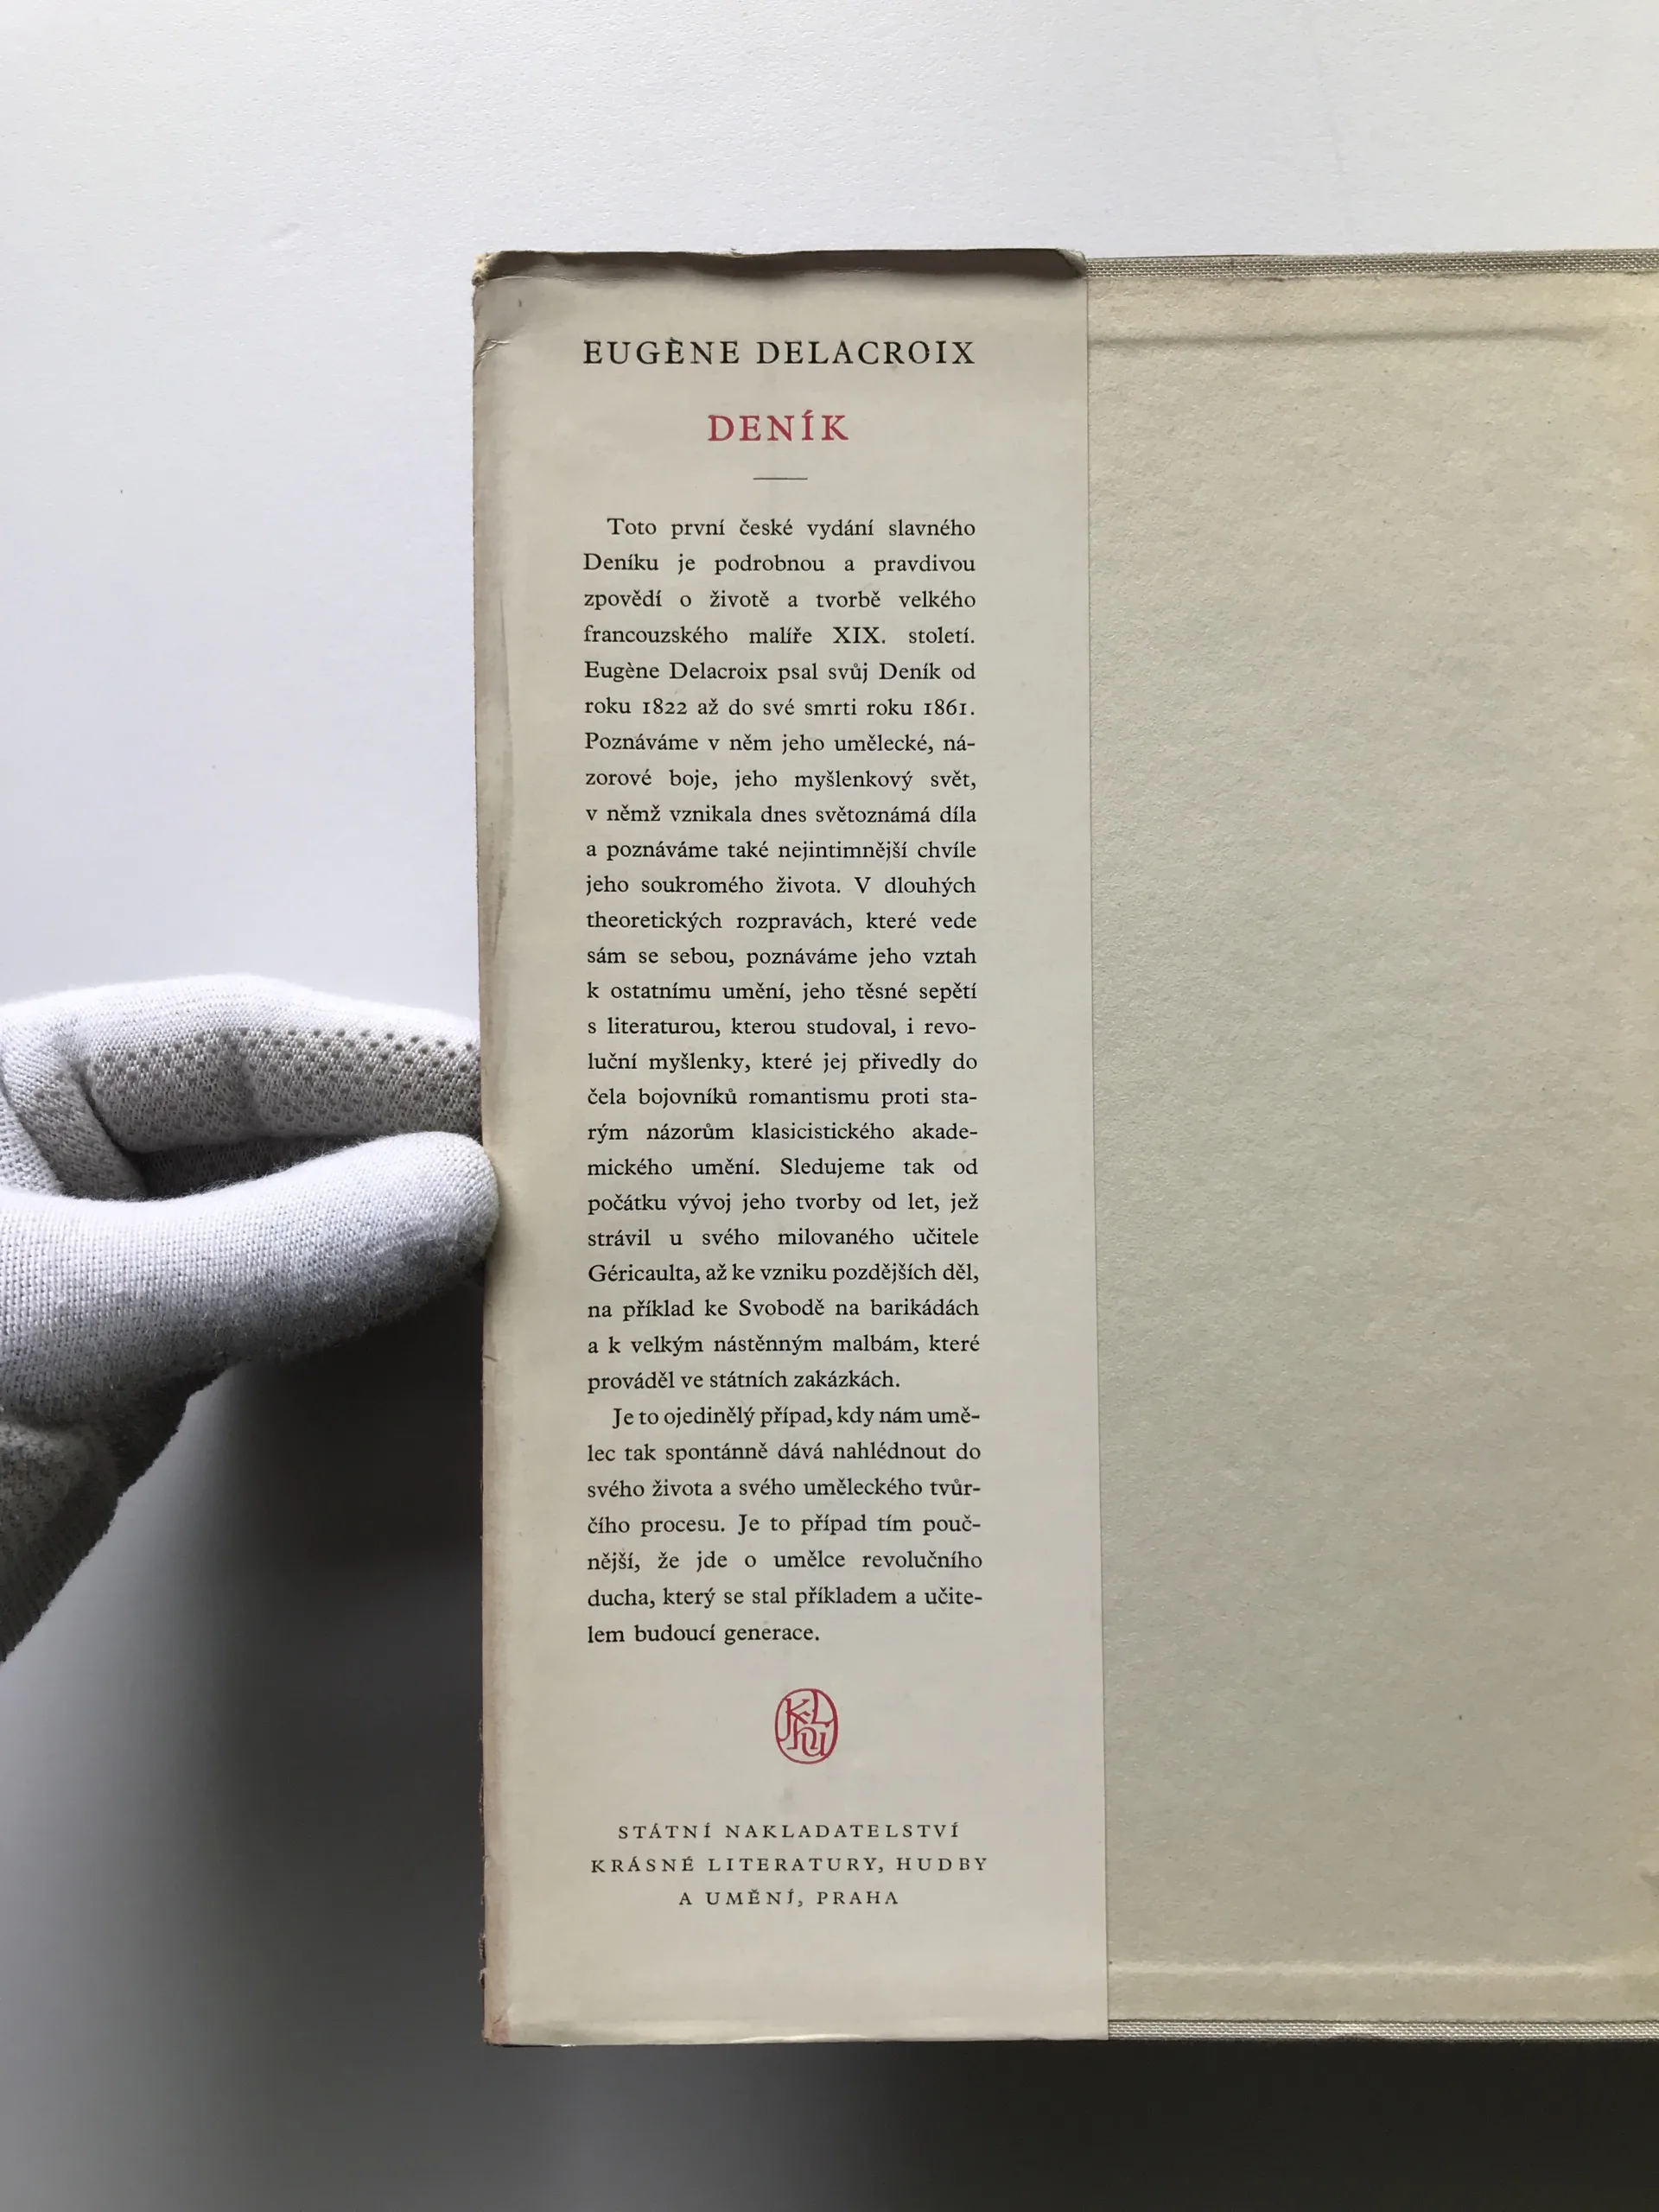 EUGÈNE DELACROIX
DENÍK
Toto první české vydání slavného
Deníku je podrobnou a pravdivou
zpovědí o životě a tvorbě velkého
francouzského malíře XIX. století.
Eugène Delacroix psal svůj Deník od
roku 1822 až do své smrti roku 1861.
Poznáváme v něm jeho umělecké, ná-
zorové boje, jeho myšlenkový svět,
v němž vznikala dnes světoznámá díla
a poznáváme také nejintimnější chvíle
jeho soukromého života. V dlouhých
theoretických rozpravách, které vede
sám se sebou, poznáváme jeho vztah
k ostatnímu umění, jeho těsné sepětí
s literaturou, kterou studoval, i revo-
luční myšlenky, které jej přivedly do
čela bojovníků romantismu proti sta-
rým názorům klasicistického akade-
mického umění. Sledujeme tak od
počátku vývoj jeho tvorby od let, jež
strávil u svého milovaného učitele
Géricaulta, až ke vzniku pozdějších děl,
na příklad ke Svobodě na barikádách
a k velkým nástěnným malbám, které
prováděl ve státních zakázkách.
Je to ojedinělý případ, kdy nám umě-
lec tak spontánně dává nahlédnout do
svého života a svého uměleckého tvůr-
čího procesu. Je to případ tím pouč-
nější, že jde o umělce revolučního
ducha, který se stal příkladem a učite-
lem budoucí generace.
KLHU
STÁTNÍ NAKLADATELSTVÍ
KRÁSNÉ LITERATURY, HUDBY
A UMĚNÍ, PRAHA